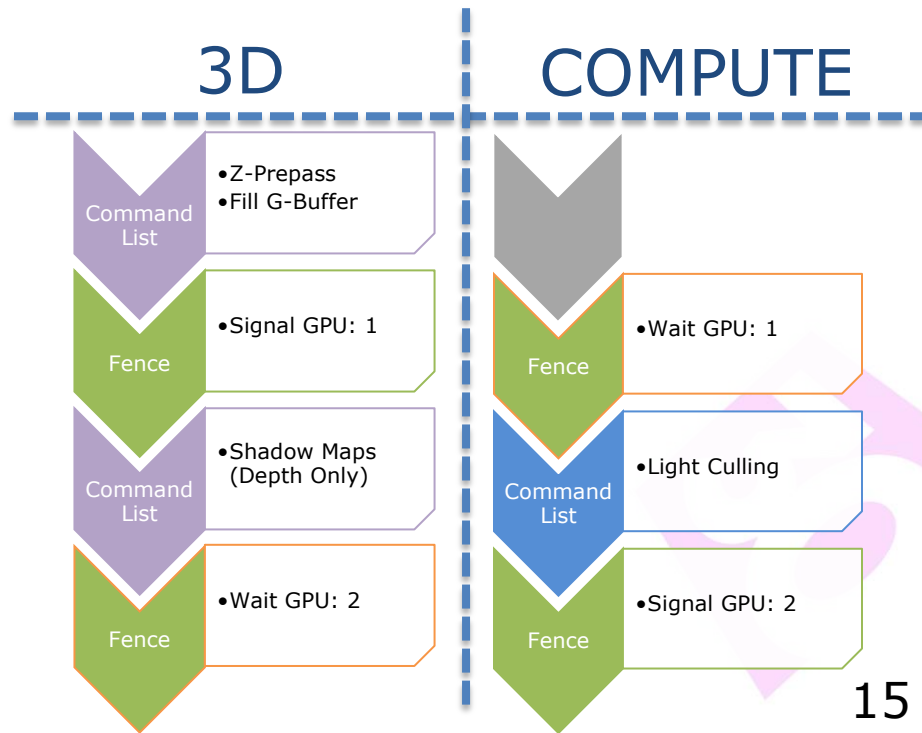 3D
COMPUTE
Command
List
•Z-Prepass
•Fill G-Buffer
Fence
•Signal GPU: 1
Command
List
•Shadow Maps
(Depth Only)
Fence
•Wait GPU: 2
Fence
•Wait GPU: 1
Command
List
•Light Culling
Fence
•Signal GPU: 2
15